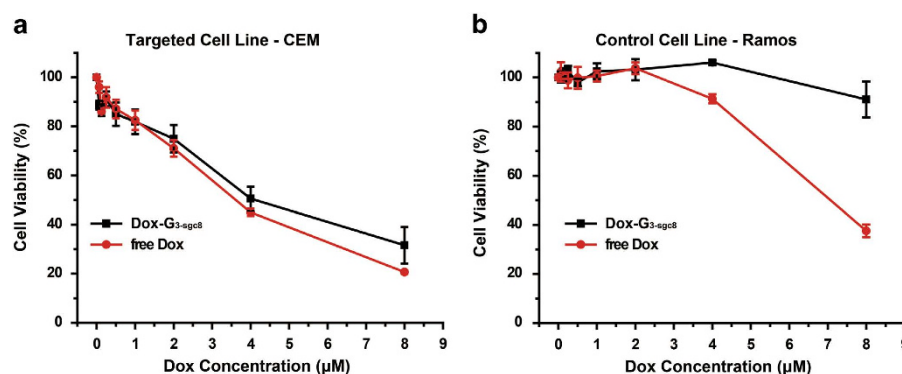 a
Targeted Cell Line - CEM
Cell Viability (%)
100
80
60
40
20
0
Dox-G3-sgc8
free Dox
0 1 2 3 4 5 6 7 8 9
Dox Concentration (µM)
b
Control Cell Line - Ramos
Cell Viability (%)
100
80
60
40
20
0
Dox-G3-sgc8
free Dox
0 1 2 3 4 5 6 7 8 9
Dox Concentration (µM)